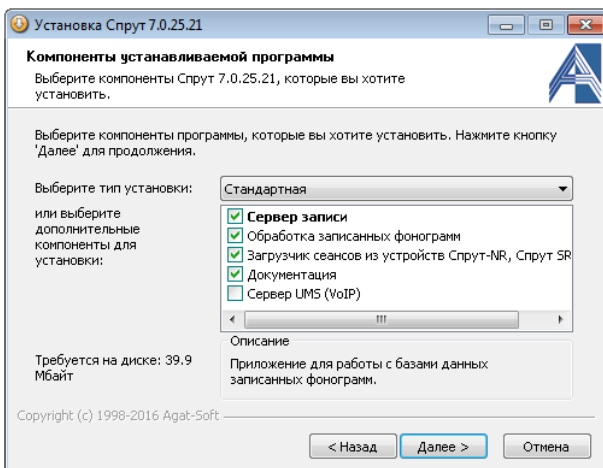 Установка Спрут 7.0.25.21
Компоненты устанавливаемой программы
Выберите компоненты Спрут 7.0.25.21, которые вы хотите
установить.
Выберите компоненты программы, которые вы хотите установить. Нажмите кнопку
'Далее' для продолжения.
Выберите тип установки:
Стандартная
или выберите
дополнительные
компоненты для
установки:
Сервер записи
Обработка записанных фонограмм
Загрузчик сеансов из устройств Спрут-NR, Спрут SR
Документация
Сервер UMS (VoIP)
Требуется на диске: 39.9
Мбайт
Описание
Приложение для работы с базами данных
записанных фонограмм.
Copyright (c) 1998-2016 Agat-Soft
< Назад
Далее >
Отмена